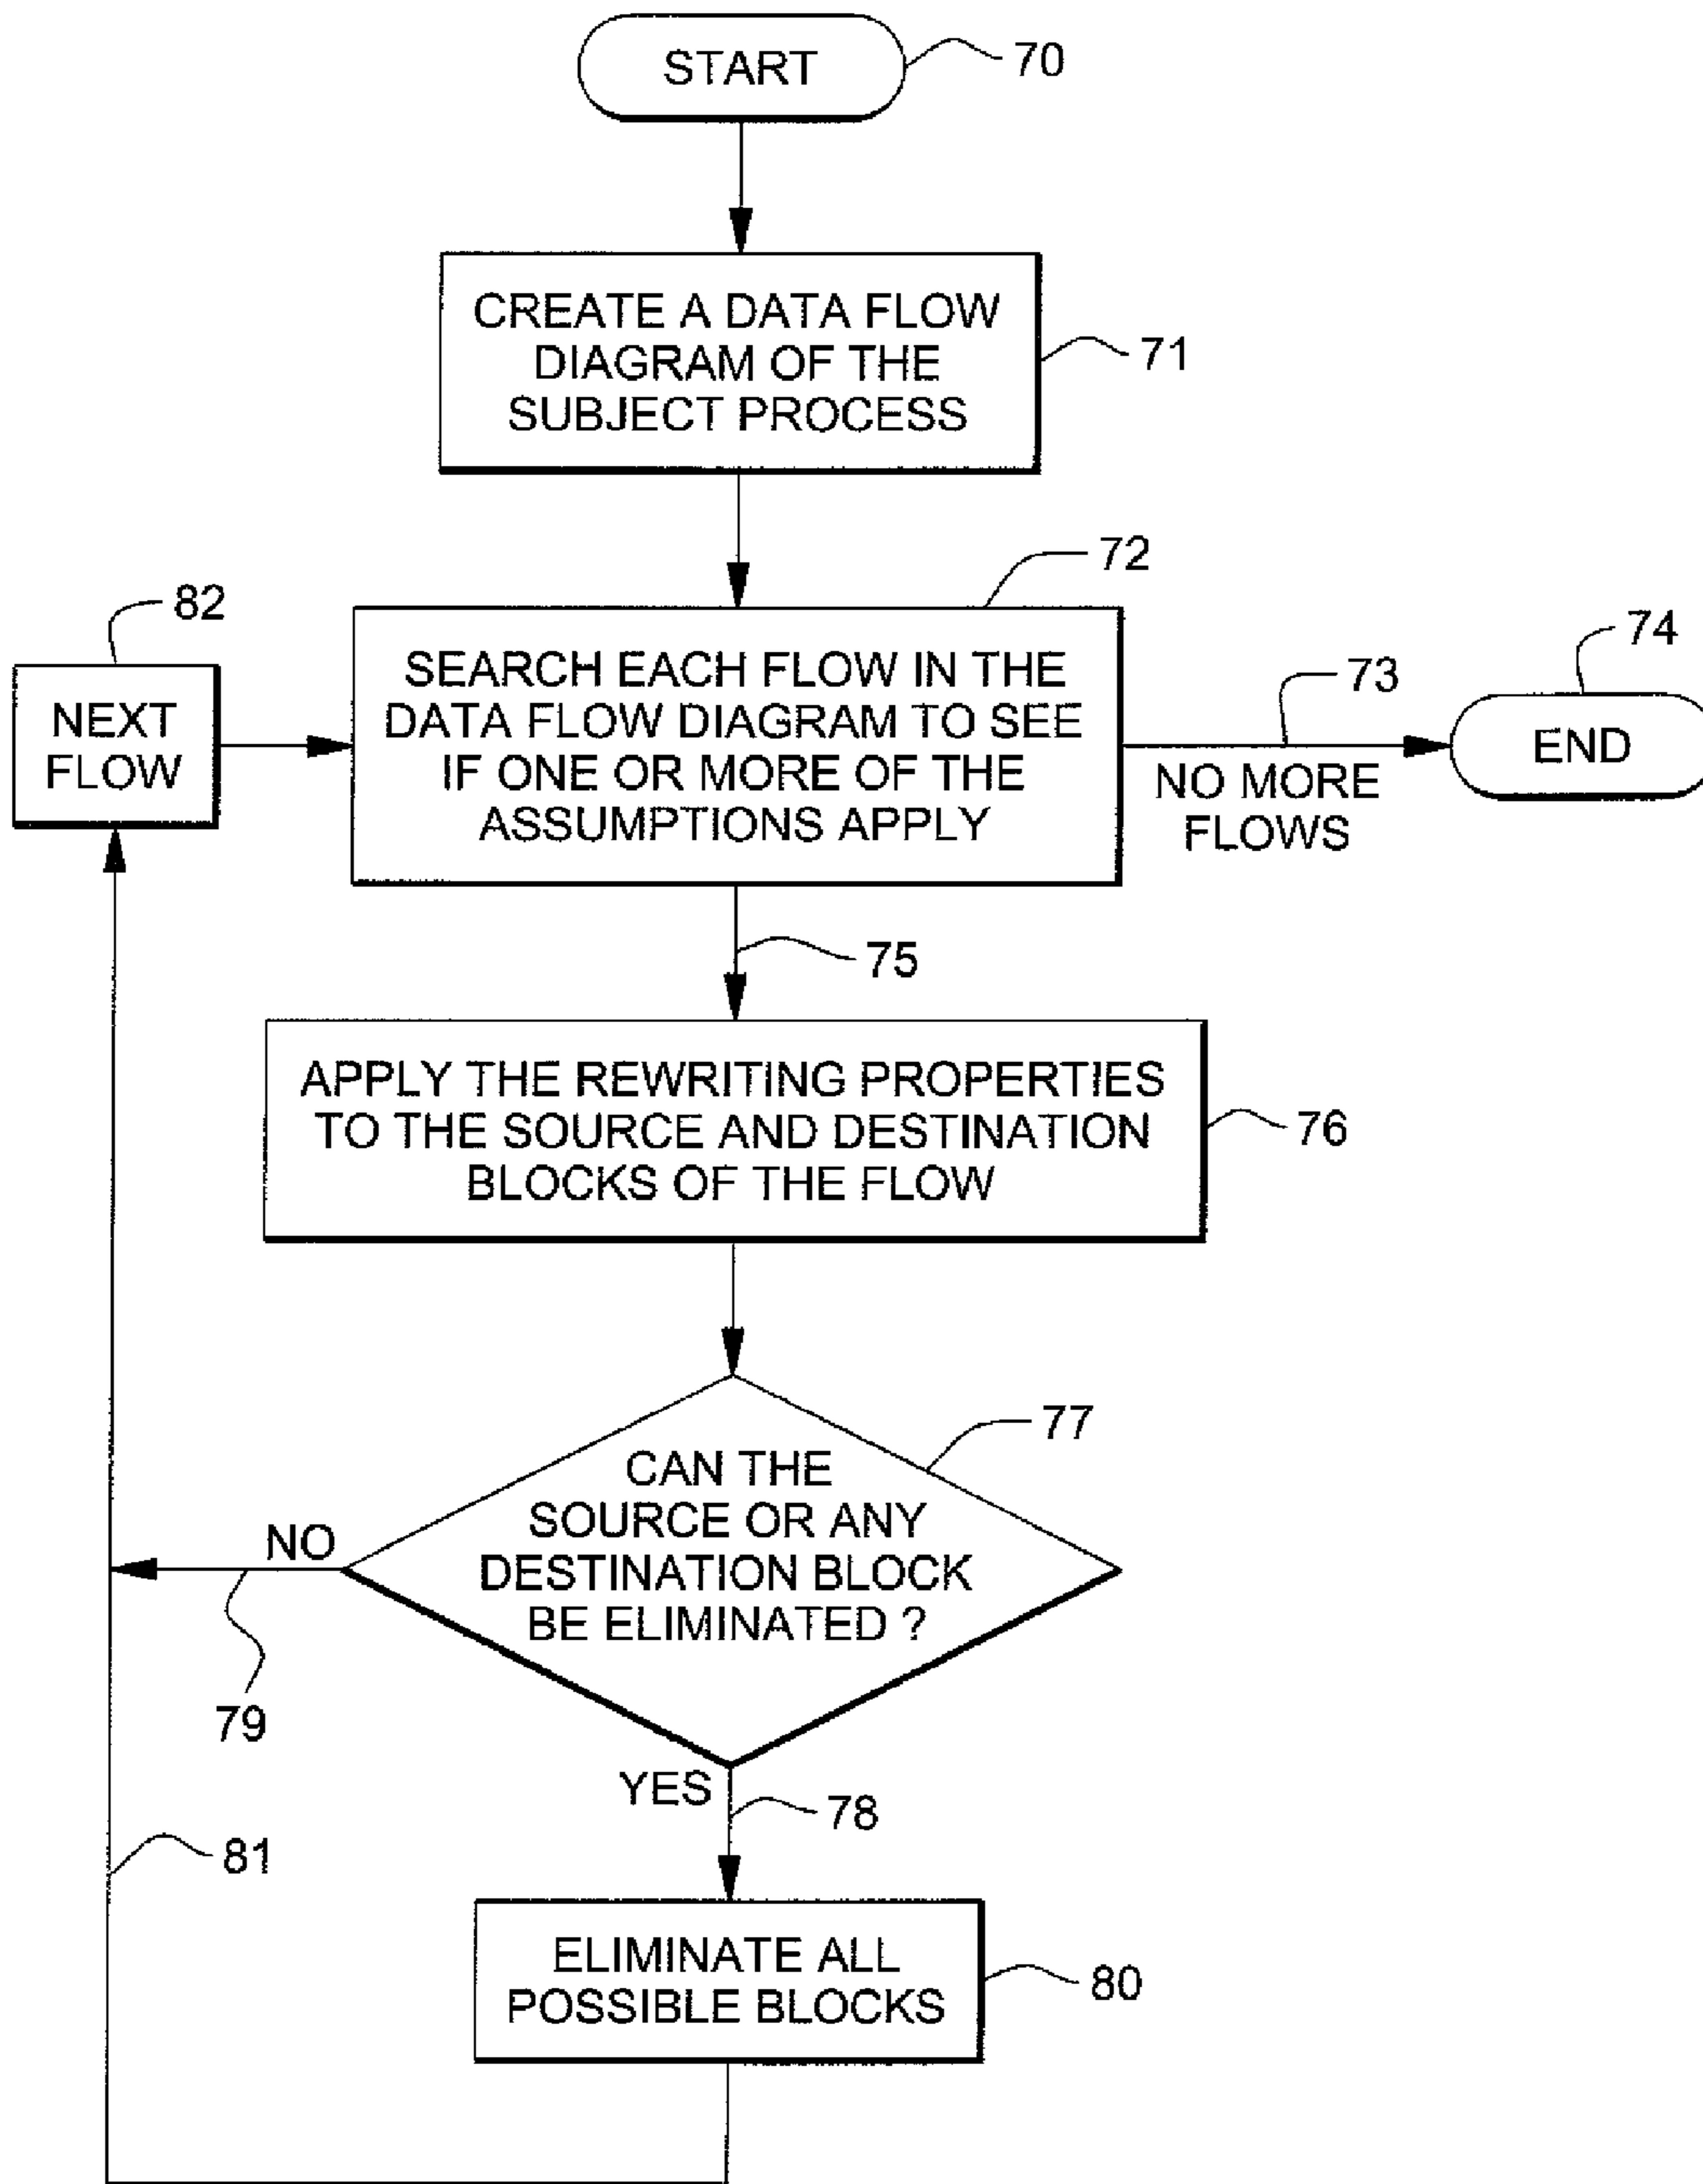 START
70
CREATE A DATA FLOW
DIAGRAM OF THE
SUBJECT PROCESS
71
72
82
NEXT
FLOW
SEARCH EACH FLOW IN THE
DATA FLOW DIAGRAM TO SEE
IF ONE OR MORE OF THE
ASSUMPTIONS APPLY
73
NO MORE
FLOWS
74
END
75
APPLY THE REWRITING PROPERTIES
TO THE SOURCE AND DESTINATION
BLOCKS OF THE FLOW
76
77
CAN THE
SOURCE OR ANY
DESTINATION BLOCK
BE ELIMINATED ?
NO
79
YES
78
81
ELIMINATE ALL
POSSIBLE BLOCKS
80